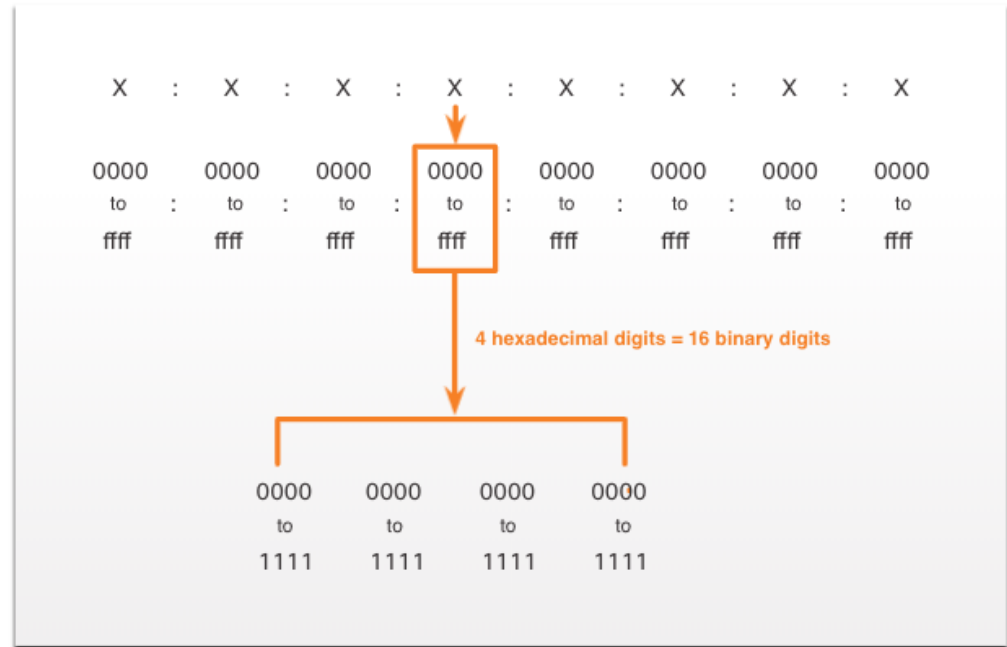 X : X : X : X : X : X : X : X
0000 0000 0000 0000 0000 0000 0000 0000
to : to : to : to : to : to : to : to
ffff ffff ffff ffff ffff ffff ffff ffff
4 hexadecimal digits = 16 binary digits
0000 0000 0000 0000
to to to to
1111 1111 1111 1111